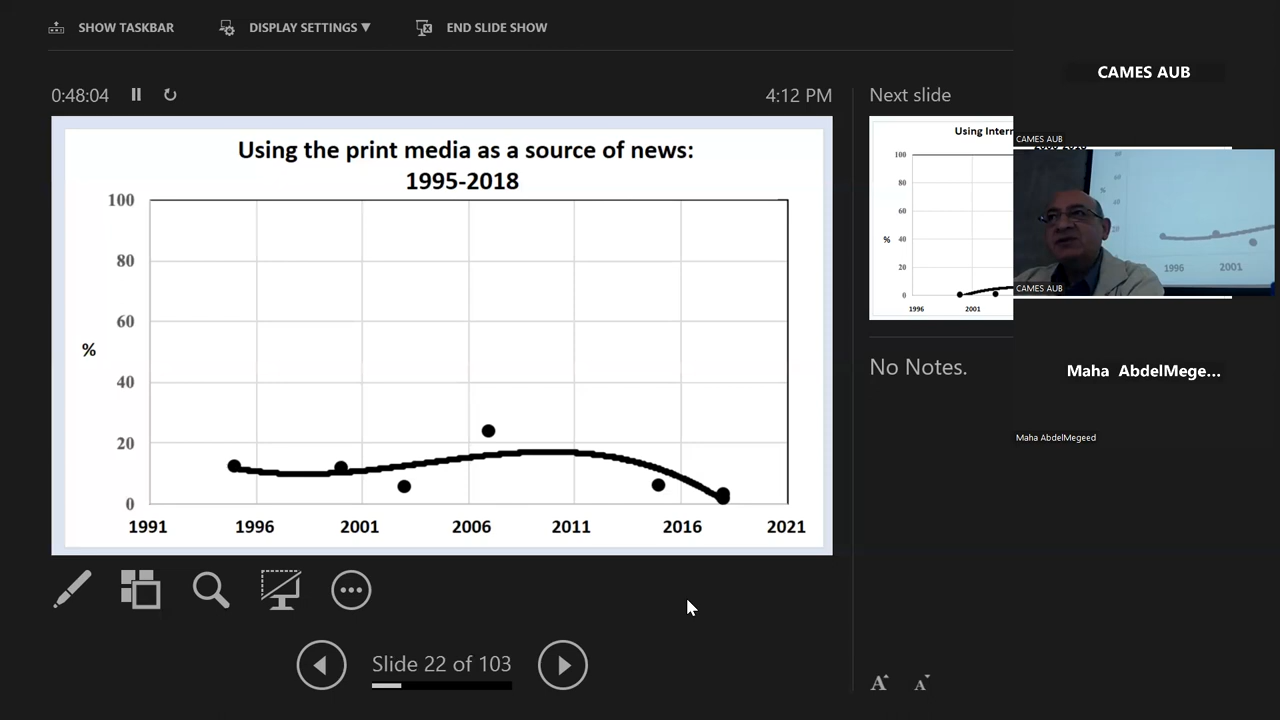 SHOW TASKBAR
DISPLAY SETTINGS ▼
END SLIDE SHOW
0:48:04
4:12 PM
Using the print media as a source of news:
1995-2018
100
80
60
%
40
20
0
1991
1996
2001
2006
2011
2016
2021
Slide 22 of 103
Next slide
Using Intern
100
80
60
% 40
20
0
1996
2001
No Notes.
A A
CAMES AUB
CAMES AUB
1996
2001
CAMES AUB
Maha AbdelMege...
Maha AbdelMegeed